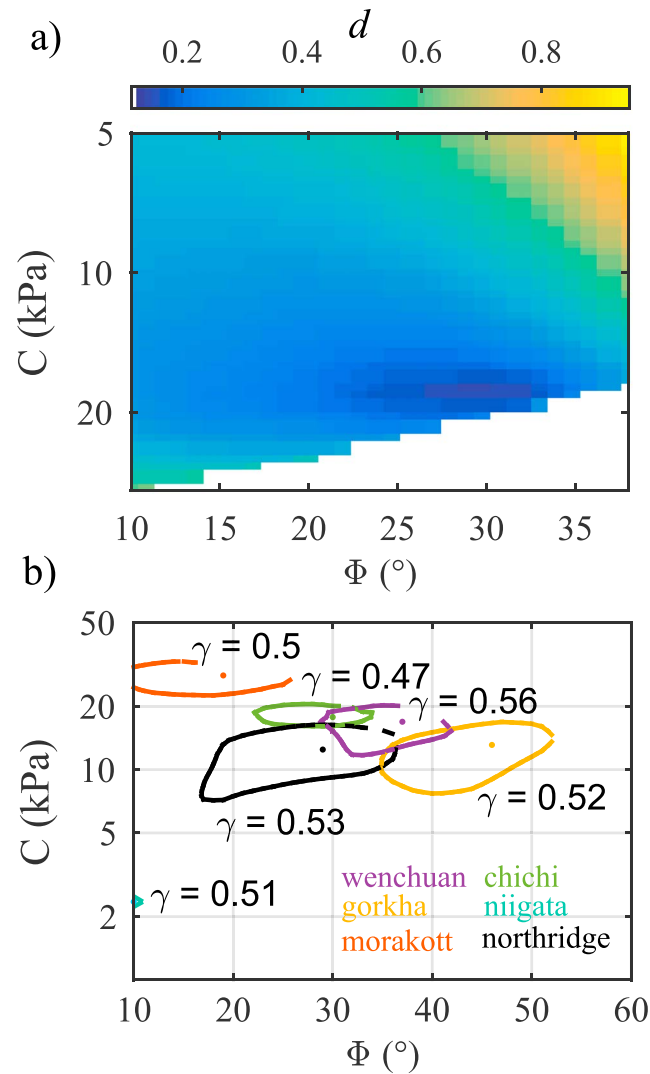 a)
d
0.2 0.4 0.6 0.8
5
10
20
C (kPa)
10 15 20 25 30 35
Φ (°)
b)
50
20
10
5
2
C (kPa)
γ = 0.5
γ = 0.47
γ = 0.56
γ = 0.52
γ = 0.53
γ = 0.51
wenchuan chichi
gorkha niigata
morakott northridge
10 20 30 40 50 60
Φ (°)